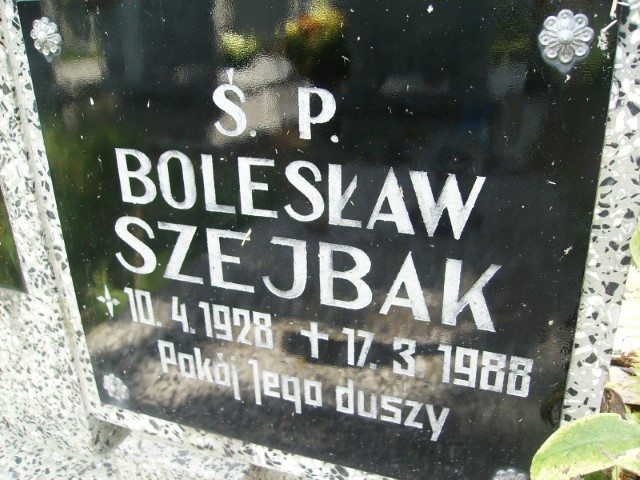 Ś. P.
BOLESŁAW
SZEJBAK
10.4.1928 ✝ 17.3.1988
Pokój Jego duszy